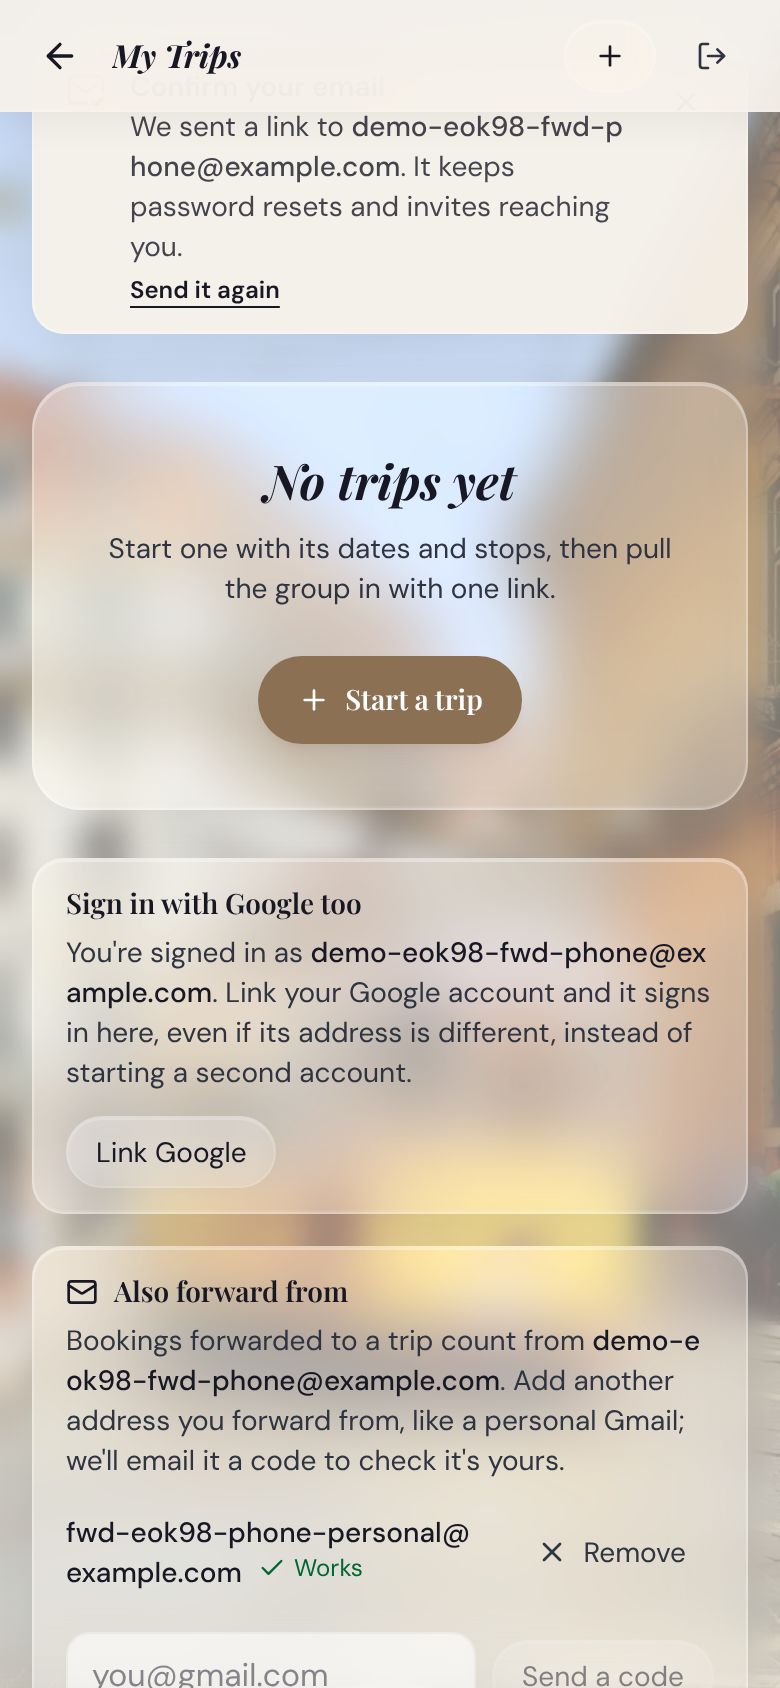 My Trips
Confirm your email
We sent a link to demo-eok98-fwd-p
hone@example.com. It keeps
password resets and invites reaching
you.
Send it again
No trips yet
Start one with its dates and stops, then pull
the group in with one link.
Start a trip
Sign in with Google too
You're signed in as demo-eok98-fwd-phone@ex
ample.com. Link your Google account and it signs
in here, even if its address is different, instead of
starting a second account.
Link Google
Also forward from
Bookings forwarded to a trip count from demo-e
ok98-fwd-phone@example.com. Add another
address you forward from, like a personal Gmail;
we'll email it a code to check it's yours.
fwd-eok98-phone-personal@
example.com Works
Remove
you@gmail.com
Send a code